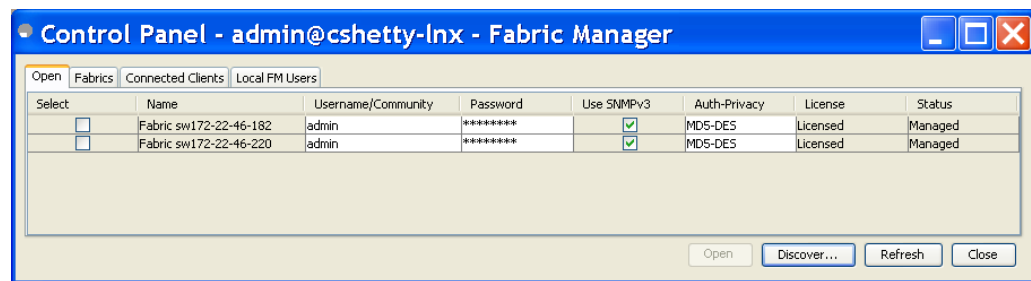 Control Panel - admin@cshetty-lnx - Fabric Manager
Open Fabrics Connected Clients Local FM Users
Select Name Username/Community Password Use SNMPv3 Auth-Privacy License Status
Fabric sw172-22-46-182 admin ******** MD5-DES Licensed Managed
Fabric sw172-22-46-220 admin ******** MD5-DES Licensed Managed
Open Discover... Refresh Close